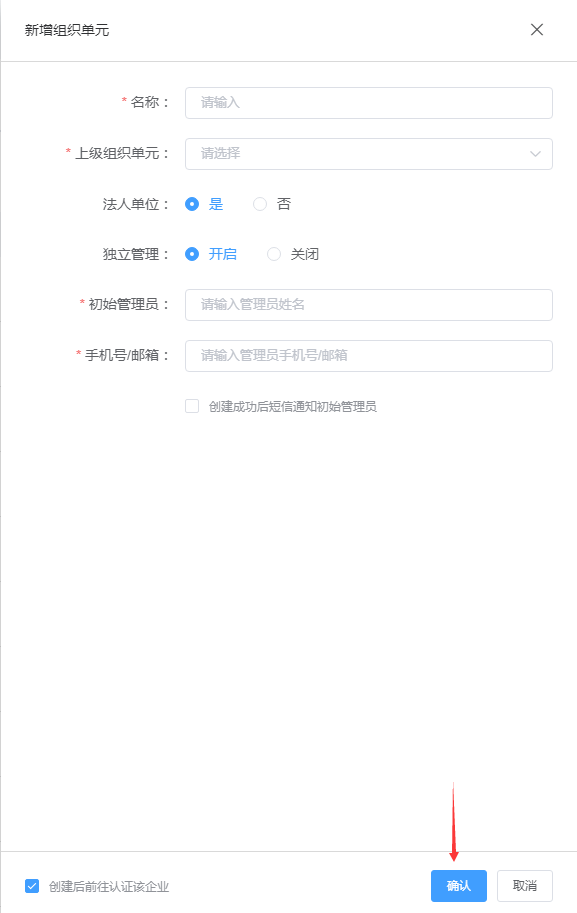 新增组织单元
* 名称： 请输入
* 上级组织单元： 请选择
法人单位： 是 否
独立管理： 开启 关闭
* 初始管理员： 请输入管理员姓名
* 手机号/邮箱： 请输入管理员手机号/邮箱
创建成功后短信通知初始管理员
创建后前往认证该企业 确认 取消